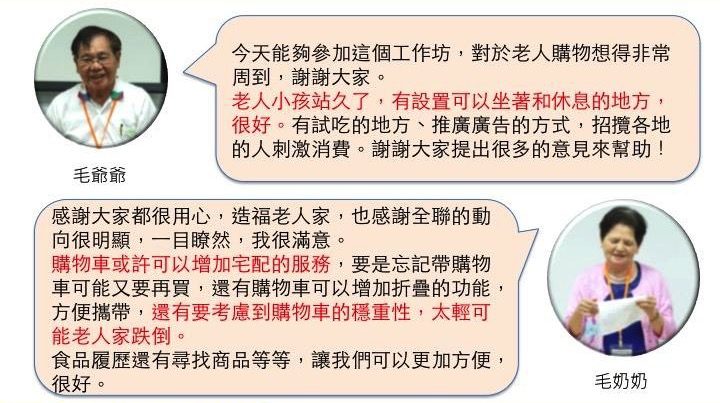 今天能夠參加這個工作坊，對於老人購物想得非常
周到，謝謝大家。
老人小孩站久了，有設置可以坐著和休息的地方，
很好。有試吃的地方、推廣廣告的方式，招攬各地
的人刺激消費。謝謝大家提出很多的意見來幫助！
毛爺爺
感謝大家都很用心，造福老人家，也感謝全聯的動
向很明顯，一目瞭然，我很滿意。
購物車或許可以增加宅配的服務，要是忘記帶購物
車可能又要再買，還有購物車可以增加折疊的功能，
方便攜帶，還有要考慮到購物車的穩重性，太輕可
能老人家跌倒。
食品履歷還有尋找商品等等，讓我們可以更加方便，
很好。
毛奶奶